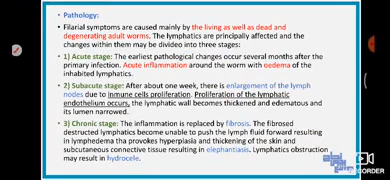 • Pathology:
Filarial symptoms are caused mainly by the living as well as dead and
degenerating adult worms. The lymphatics are principally affected and the
changes within them may be divided into three stages:
• 1) Acute stage: The earliest pathological changes occur several months after the
primary infection. Acute inflammation around the worm with oedema of the
inhabited lymphatics.
• 2) Subacute stage: After about one week, there is enlargement of the lymph
nodes due to immune cells proliferation. Proliferation of the lymphatic
endothelium occurs, the lymphatic wall becomes thickened and edematous and
its lumen narrowed.
• 3) Chronic stage: The inflammation is replaced by fibrosis. The fibrosed
destructed lymphatics become unable to push the lymph fluid forward resulting
in lymphedema that provokes hyperplasia and thickening of the skin and
subcutaneous conective tissue resulting in elephantiasis. Lymphatics obstruction
may result in hydrocele.
CORDER